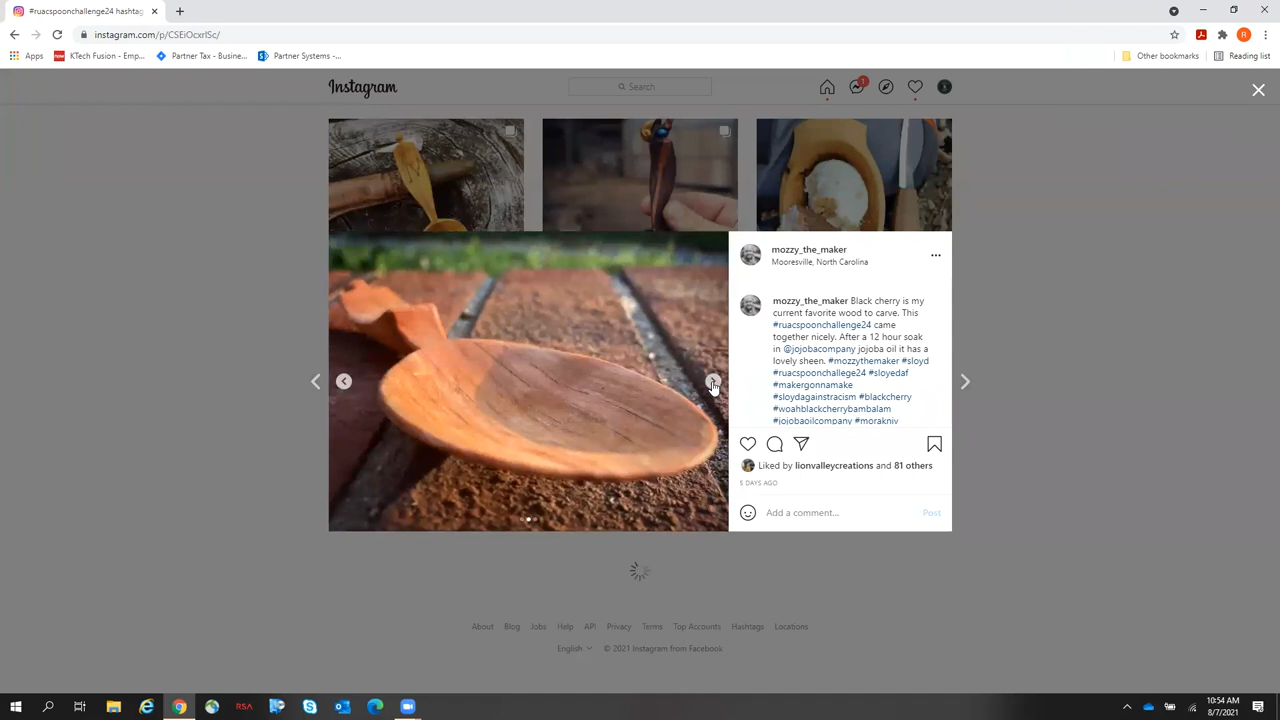 #ruacspoonchallenge24 hashtag
instagram.com/p/CSEiOcxrlSc/
Apps
KTech Fusion - Emp...
Partner Tax - Busine...
Partner Systems -...
Other bookmarks
Reading list
Instagram
Search
1
mozzy_the_maker
Mooresville, North Carolina
mozzy_the_maker Black cherry is my
current favorite wood to carve. This
#ruacspoonchallenge24 came
together nicely. After a 12 hour soak
in @jojobacompany jojoba oil it has a
lovely sheen. #mozzythemaker #sloyd
#ruacspoonchallege24 #sloyedaf
#makergonnamake
#sloydagainstracism #blackcherry
#woahblackcherrybambalam
#jojobaoilcompany #morakniv
Liked by lionvalleycreations and 81 others
5 DAYS AGO
Add a comment...
Post
About Blog Jobs Help API Privacy Terms Top Accounts Hashtags Locations
English © 2021 Instagram from Facebook
RSA
10:54 AM
8/7/2021